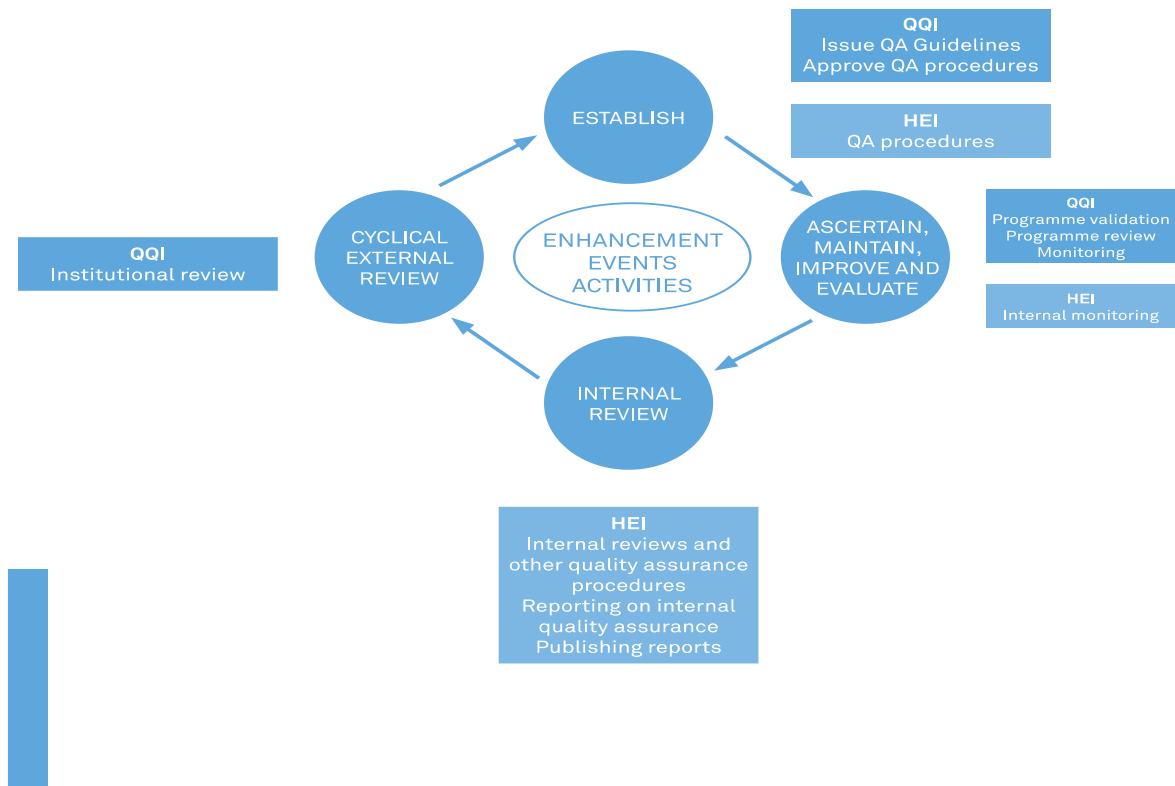 QQI
Issue QA Guidelines
Approve QA procedures
ESTABLISH
HEI
QA procedures
QQI
Programme validation
Programme review
Monitoring
ASCERTAIN,
MAINTAIN,
IMPROVE AND
EVALUATE
CYCLICAL
EXTERNAL
REVIEW
ENHANCEMENT
EVENTS
ACTIVITIES
QQI
Institutional review
HEI
Internal monitoring
INTERNAL
REVIEW
HEI
Internal reviews and
other quality assurance
procedures
Reporting on internal
quality assurance
Publishing reports